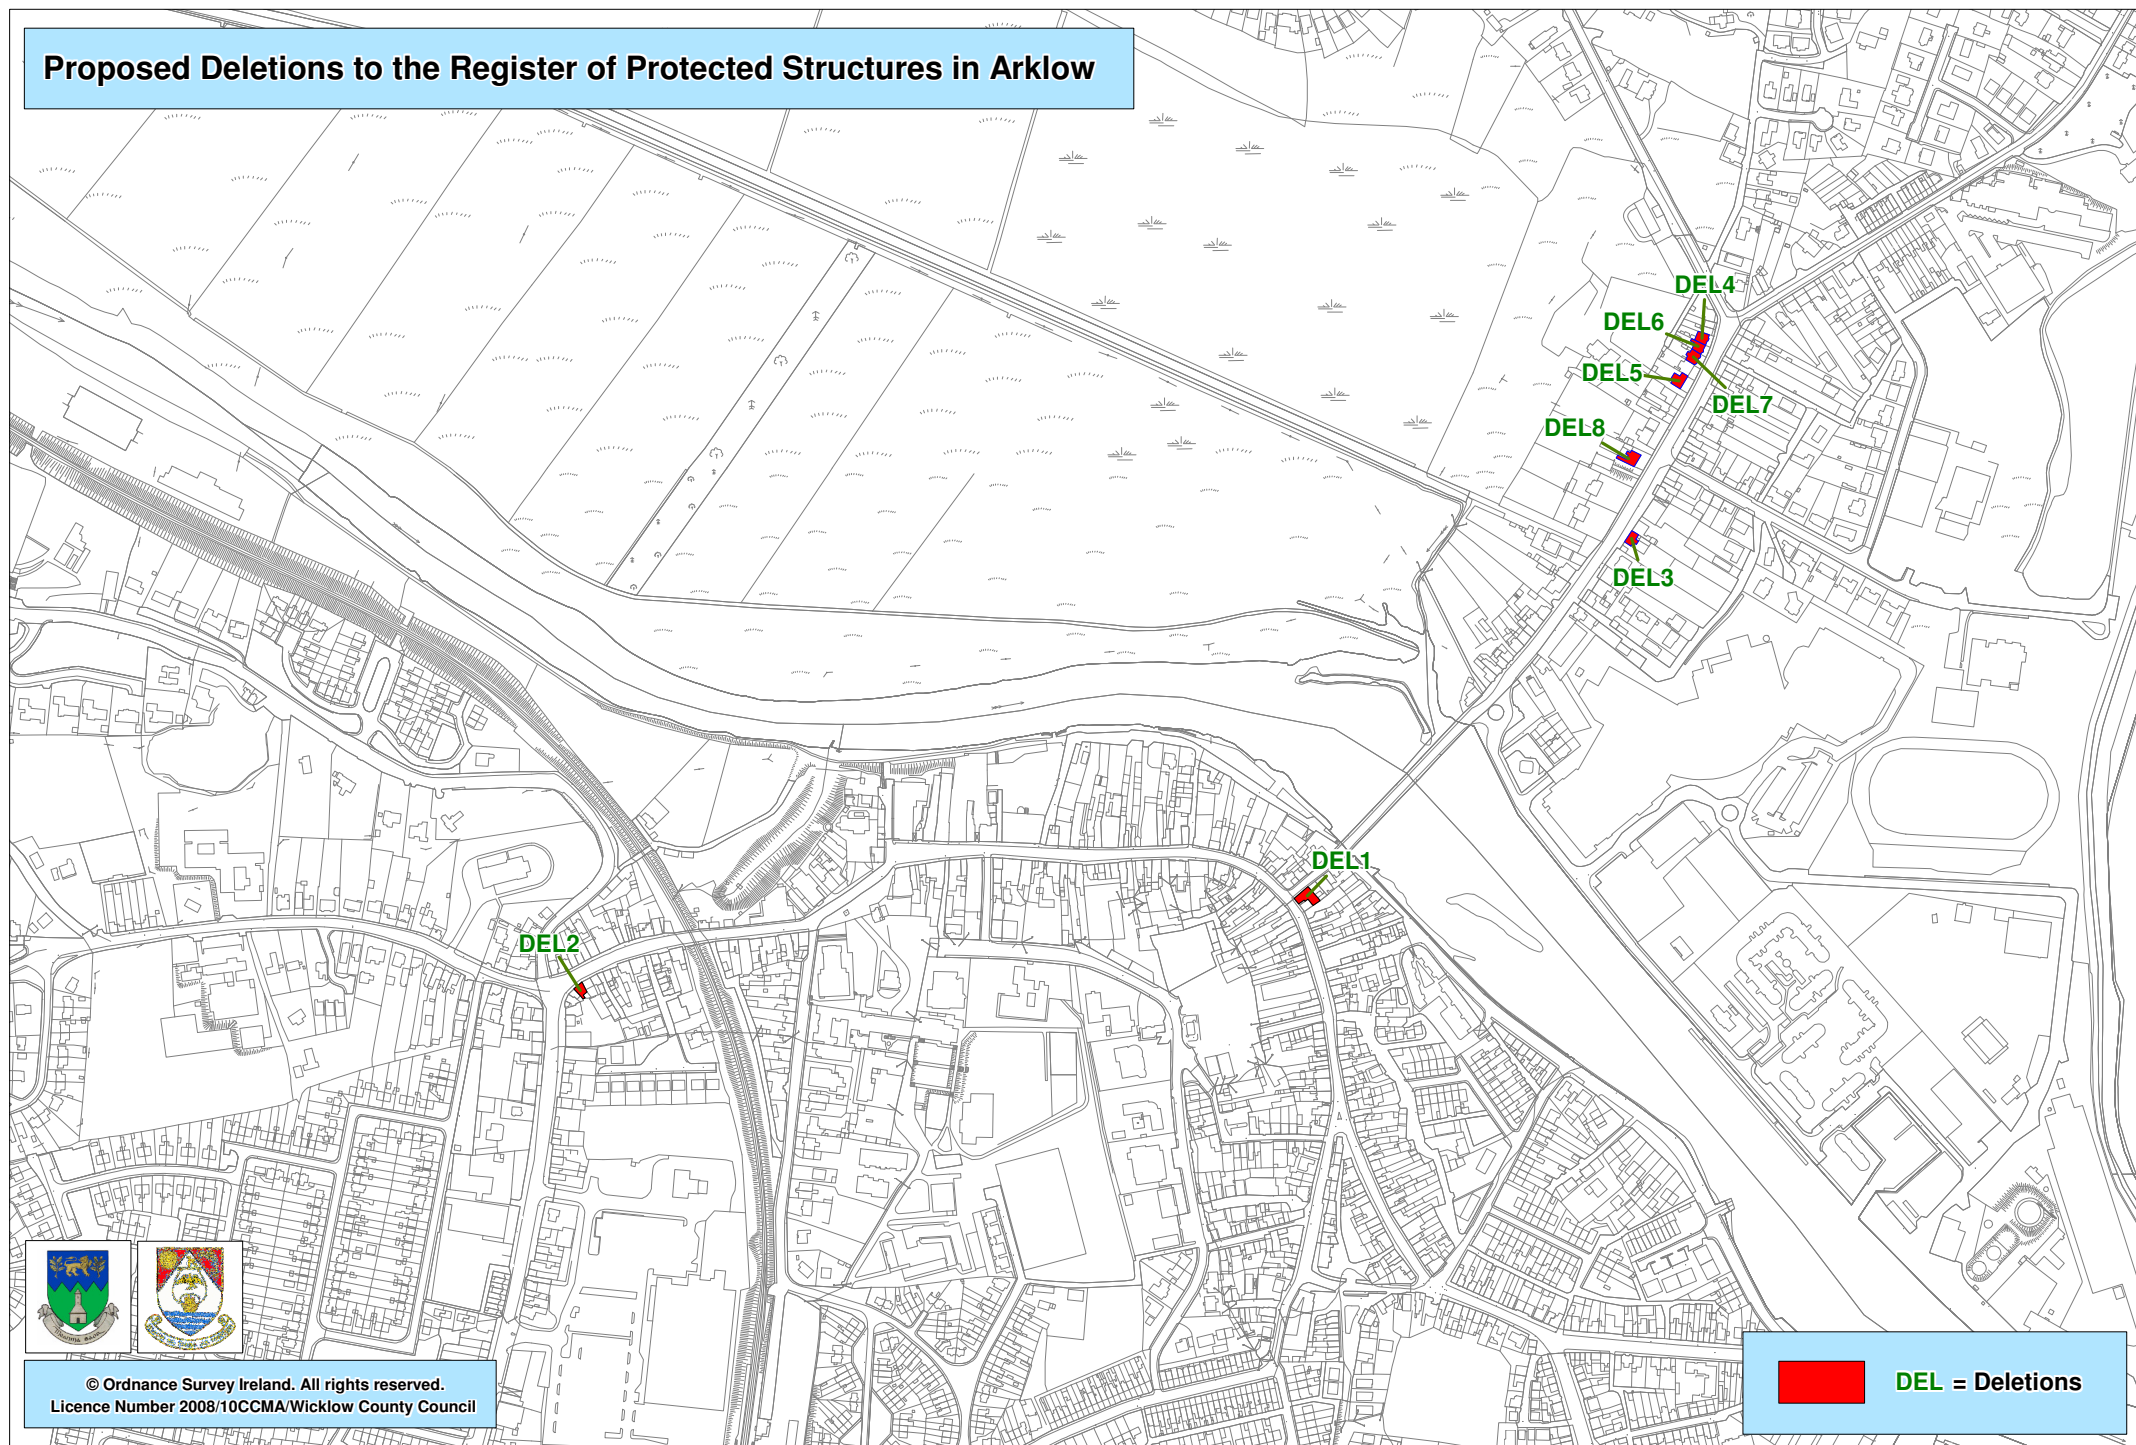 Proposed Deletions to the Register of Protected Structures in Arklow
DEL4
DEL6
DEL5
DEL7
DEL8
DEL3
DEL1
DEL2
© Ordnance Survey Ireland. All rights reserved.
Licence Number 2008/10CCMA/Wicklow County Council
DEL = Deletions